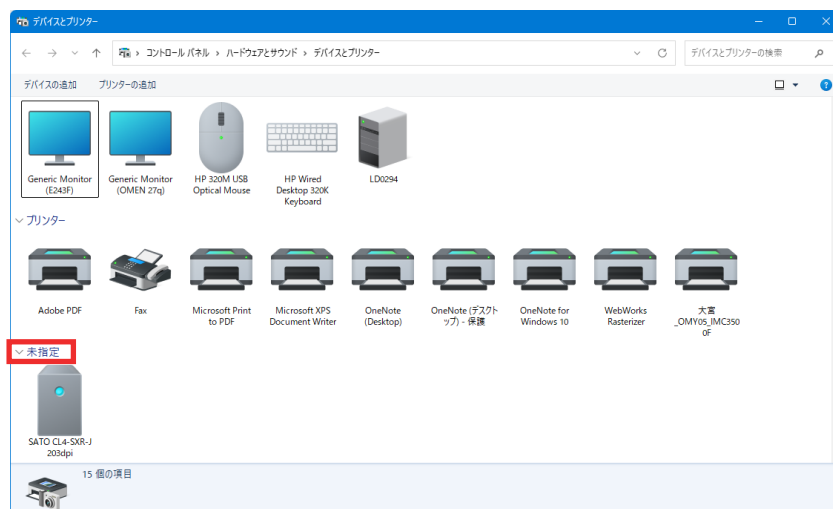 デバイスとプリンター
コントロール パネル › ハードウェアとサウンド › デバイスとプリンター
デバイスとプリンターの検索
デバイスの追加 プリンターの追加
Generic Monitor
(E243F)
Generic Monitor
(OMEN 27q)
HP 320M USB
Optical Mouse
HP Wired
Desktop 320K
Keyboard
LD0294
プリンター
Adobe PDF
Fax
Microsoft Print
to PDF
Microsoft XPS
Document Writer
OneNote
(Desktop)
OneNote (デスクト
ップ) - 保護
OneNote for
Windows 10
WebWorks
Rasterizer
大宮
_OMY05_IMC350
0F
未指定
SATO CL4-SXR-J
203dpi
15 個の項目